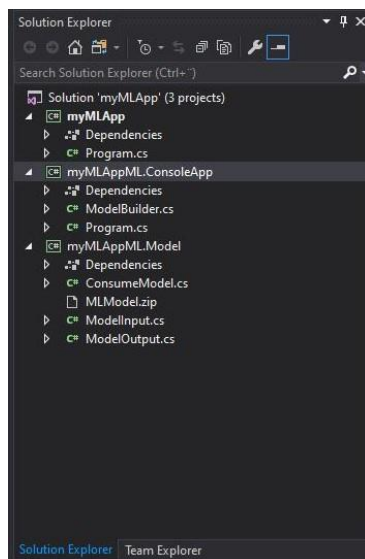 Solution Explorer
Search Solution Explorer (Ctrl+¨)
Solution 'myMLApp' (3 projects)
C# myMLApp
Dependencies
C# Program.cs
C# myMLAppML.ConsoleApp
Dependencies
C# ModelBuilder.cs
C# Program.cs
C# myMLAppML.Model
Dependencies
C# ConsumeModel.cs
MLModel.zip
C# ModelInput.cs
C# ModelOutput.cs
Solution Explorer Team Explorer